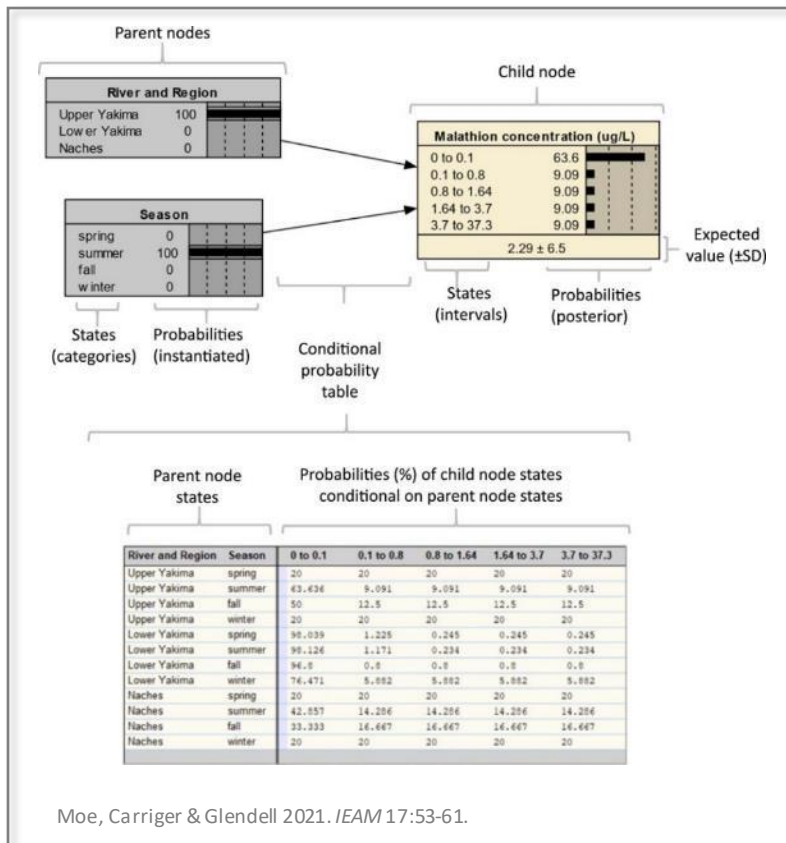 Parent nodes
River and Region
Upper Yakima 100
Lower Yakima 0
Naches 0
Season
spring 0
summer 100
fall 0
winter 0
States
(categories)
Probabilities
(instantiated)
Child node
Malathion concentration (ug/L)
0 to 0.1 63.6
0.1 to 0.8 9.09
0.8 to 1.64 9.09
1.64 to 3.7 9.09
3.7 to 37.3 9.09
2.29 ± 6.5
Expected
value (±SD)
States
(intervals)
Probabilities
(posterior)
Conditional
probability
table
Parent node
states
Probabilities (%) of child node states
conditional on parent node states
River and Region Season 0 to 0.1 0.1 to 0.8 0.8 to 1.64 1.64 to 3.7 3.7 to 37.3
Upper Yakima spring 20 20 20 20 20
Upper Yakima summer 63.636 9.091 9.091 9.091 9.091
Upper Yakima fall 50 12.5 12.5 12.5 12.5
Upper Yakima winter 20 20 20 20 20
Lower Yakima spring 98.039 1.225 0.245 0.245 0.245
Lower Yakima summer 98.126 1.171 0.234 0.234 0.234
Lower Yakima fall 96.8 0.8 0.8 0.8 0.8
Lower Yakima winter 76.471 5.882 5.882 5.882 5.882
Naches spring 20 20 20 20 20
Naches summer 42.857 14.286 14.286 14.286 14.286
Naches fall 33.333 16.667 16.667 16.667 16.667
Naches winter 20 20 20 20 20
Moe, Carriger & Glendell 2021. IEAM 17:53-61.